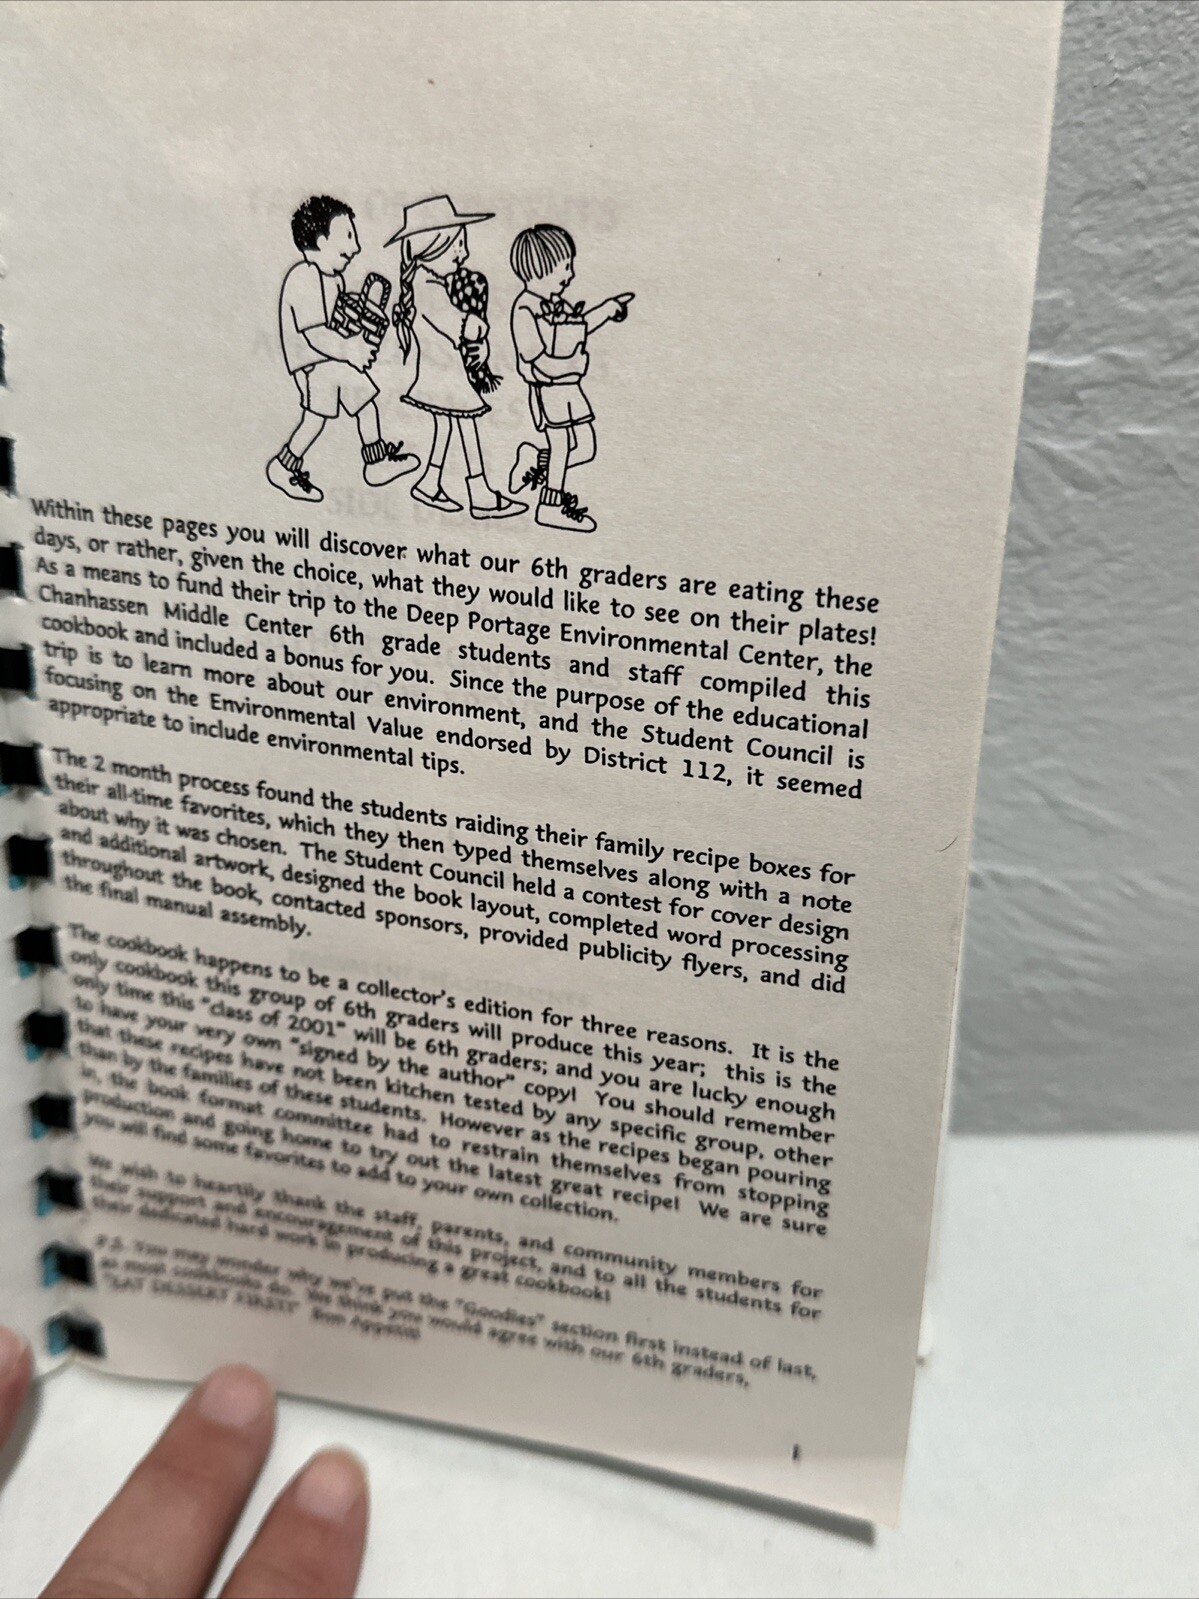 Within these pages you will discover what our 6th graders are eating these
days, or rather, given the choice, what they would like to see on their plates!
As a means to fund their trip to the Deep Portage Environmental Center, the
Chanhassen Middle Center 6th grade students and staff compiled this
cookbook and included a bonus for you. Since the purpose of the educational
trip is to learn more about our environment, and the Student Council is
focusing on the Environmental Value endorsed by District 112, it seemed
appropriate to include environmental tips.
The 2 month process found the students raiding their family recipe boxes for
their all-time favorites, which they then typed themselves along with a note
about why it was chosen. The Student Council held a contest for cover design
and additional artwork, designed the book layout, completed word processing
throughout the book, contacted sponsors, provided publicity flyers, and did
the final manual assembly.
The cookbook happens to be a collector's edition for three reasons. It is the
only cookbook this group of 6th graders will produce this year; this is the
only time this "class of 2001" will be 6th graders; and you are lucky enough
to have your very own "signed by the author" copy! You should remember
that these recipes have not been kitchen tested by any specific group, other
than by the families of these students. However as the recipes began pouring
in, the book format committee had to restrain themselves from stopping
production and going home to try out the latest great recipe! We are sure
you will find some favorites to add to your own collection.
We wish to heartily thank the staff, parents, and community members for
their support and encouragement of this project, and to all the students for
their dedicated hard work in producing a great cookbook!
P.S. You may wonder why we've put the "Goodies" section first instead of last,
as most cookbooks do. We think you would agree with our 6th graders,
"EAT DESSERT FIRST!" Bon Appetit!
1